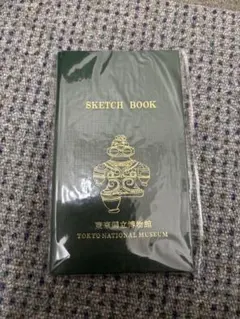 SKETCH BOOK
東京国立博物館
TOKYO NATIONAL MUSEUM